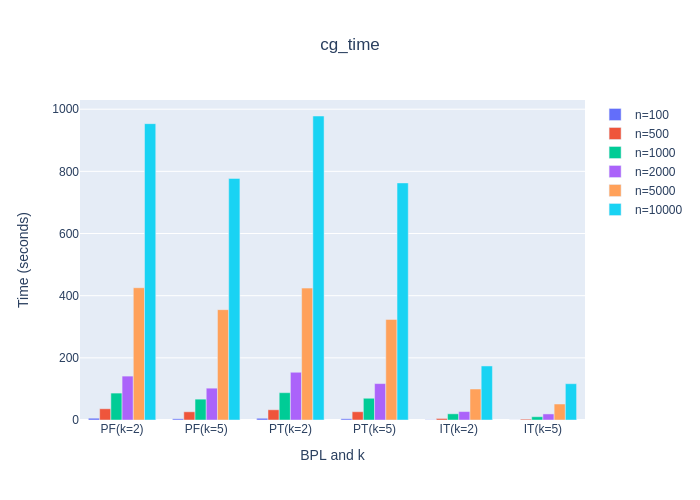 cg_time
1000
800
600
400
200
0
Time (seconds)
PF(k=2) PF(k=5) PT(k=2) PT(k=5) IT(k=2) IT(k=5)
BPL and k
n=100
n=500
n=1000
n=2000
n=5000
n=10000